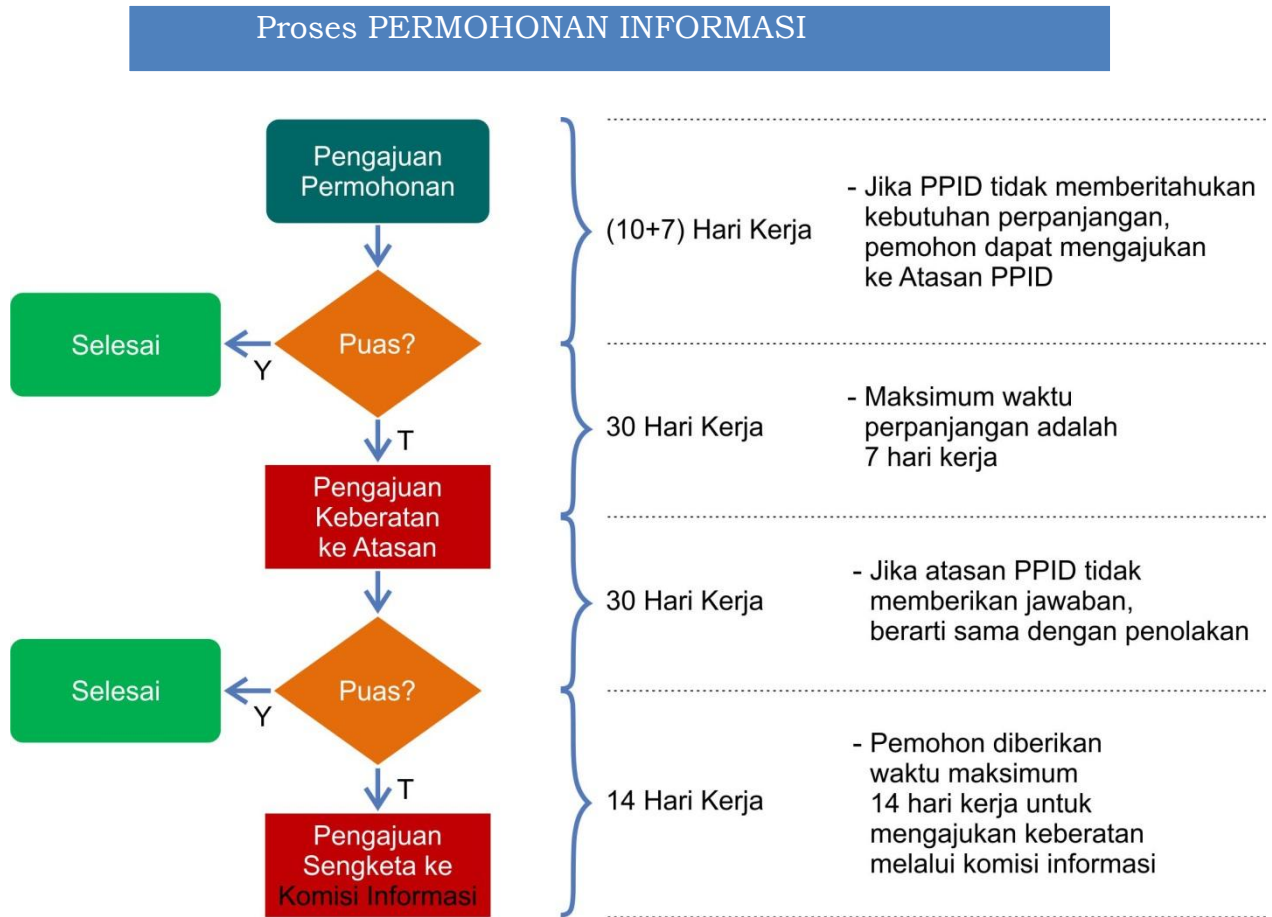 Proses PERMOHONAN INFORMASI
Pengajuan
Permohonan
(10+7) Hari Kerja
- Jika PPID tidak memberitahukan
kebutuhan perpanjangan,
pemohon dapat mengajukan
ke Atasan PPID
Selesai
Y
Puas?
T
30 Hari Kerja
- Maksimum waktu
perpanjangan adalah
7 hari kerja
Pengajuan
Keberatan
ke Atasan
30 Hari Kerja
- Jika atasan PPID tidak
memberikan jawaban,
berarti sama dengan penolakan
Selesai
Y
Puas?
T
14 Hari Kerja
- Pemohon diberikan
waktu maksimum
14 hari kerja untuk
mengajukan keberatan
melalui komisi informasi
Pengajuan
Sengketa ke
Komisi Informasi